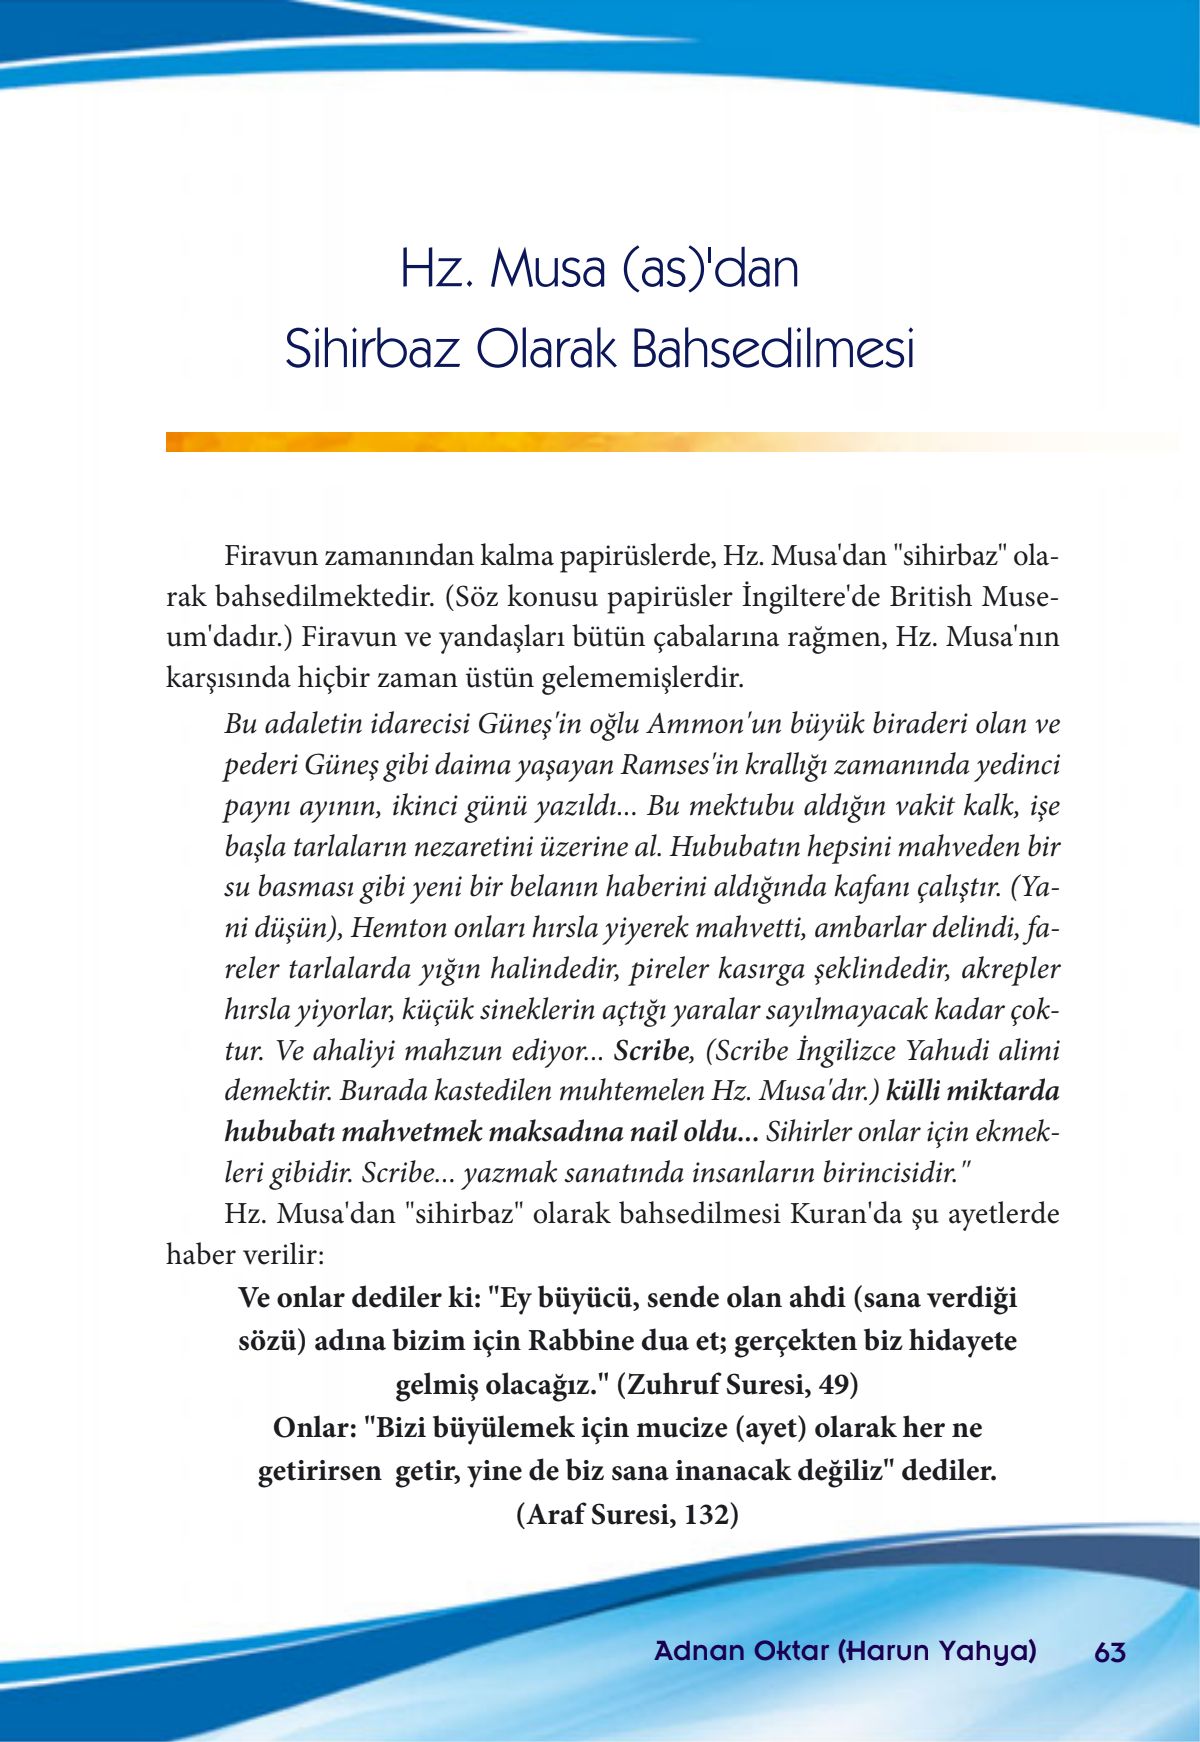 Hz. Musa (as)'dan
Sihirbaz Olarak Bahsedilmesi
Firavun zamanından kalma papirüslerde, Hz. Musa'dan "sihirbaz" ola-
rak bahsedilmektedir. (Söz konusu papirüsler İngiltere'de British Muse-
um'dadır.) Firavun ve yandaşları bütün çabalarına rağmen, Hz. Musa'nın
karşısında hiçbir zaman üstün gelememişlerdir.
Bu adaletin idarecisi Güneş'in oğlu Ammon'un büyük biraderi olan ve
pederi Güneş gibi daima yaşayan Ramses'in krallığı zamanında yedinci
paynı ayının, ikinci günü yazıldı... Bu mektubu aldığın vakit kalk, işe
başla tarlaların nezaretini üzerine al. Hububatın hepsini mahveden bir
su basması gibi yeni bir belanın haberini aldığında kafanı çalıştır. (Ya-
ni düşün), Hemton onları hırsla yiyerek mahvetti, ambarlar delindi, fa-
reler tarlalarda yığın halindedir, pireler kasırga şeklindedir, akrepler
hırsla yiyorlar, küçük sineklerin açtığı yaralar sayılmayacak kadar çok-
tur. Ve ahaliyi mahzun ediyor... Scribe, (Scribe İngilizce Yahudi alimi
demektir. Burada kastedilen muhtemelen Hz. Musa'dır.) külli miktarda
hububatı mahvetmek maksadına nail oldu... Sihirler onlar için ekmek-
leri gibidir. Scribe... yazmak sanatında insanların birincisidir."
Hz. Musa'dan "sihirbaz" olarak bahsedilmesi Kuran'da şu ayetlerde
haber verilir:
Ve onlar dediler ki: "Ey büyücü, sende olan ahdi (sana verdiği
sözü) adına bizim için Rabbine dua et; gerçekten biz hidayete
gelmiş olacağız." (Zuhruf Suresi, 49)
Onlar: "Bizi büyülemek için mucize (ayet) olarak her ne
getirirsen getir, yine de biz sana inanacak değiliz" dediler.
(Araf Suresi, 132)
Adnan Oktar (Harun Yahya) 63